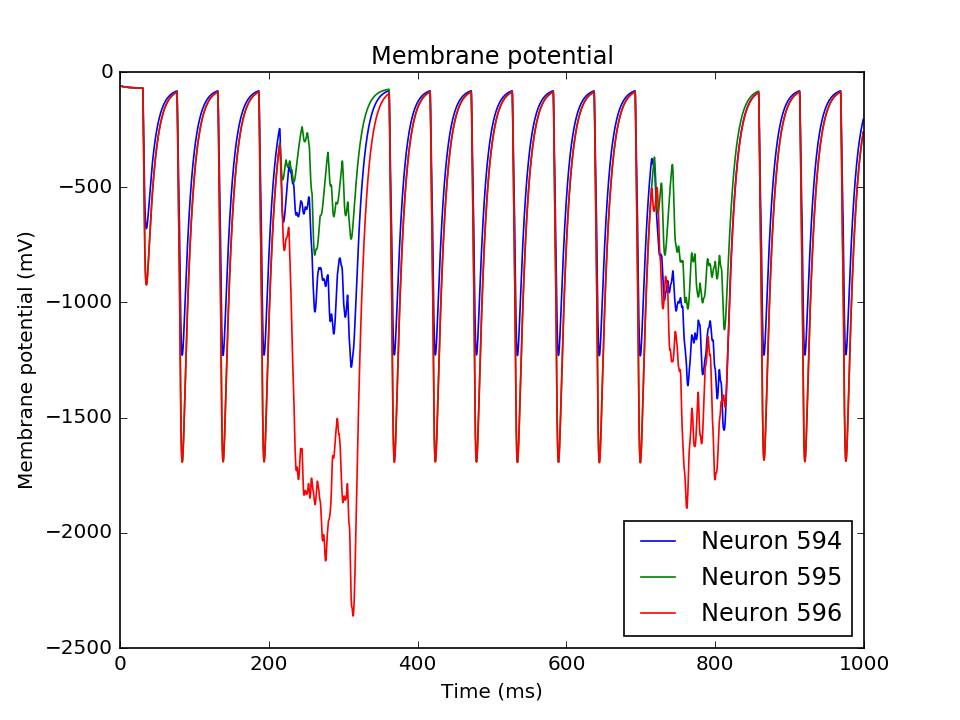 Membrane potential
0
−500
−1000
−1500
−2000
−2500
Membrane potential (mV)
0 200 400 600 800 1000
Time (ms)
Neuron 594
Neuron 595
Neuron 596